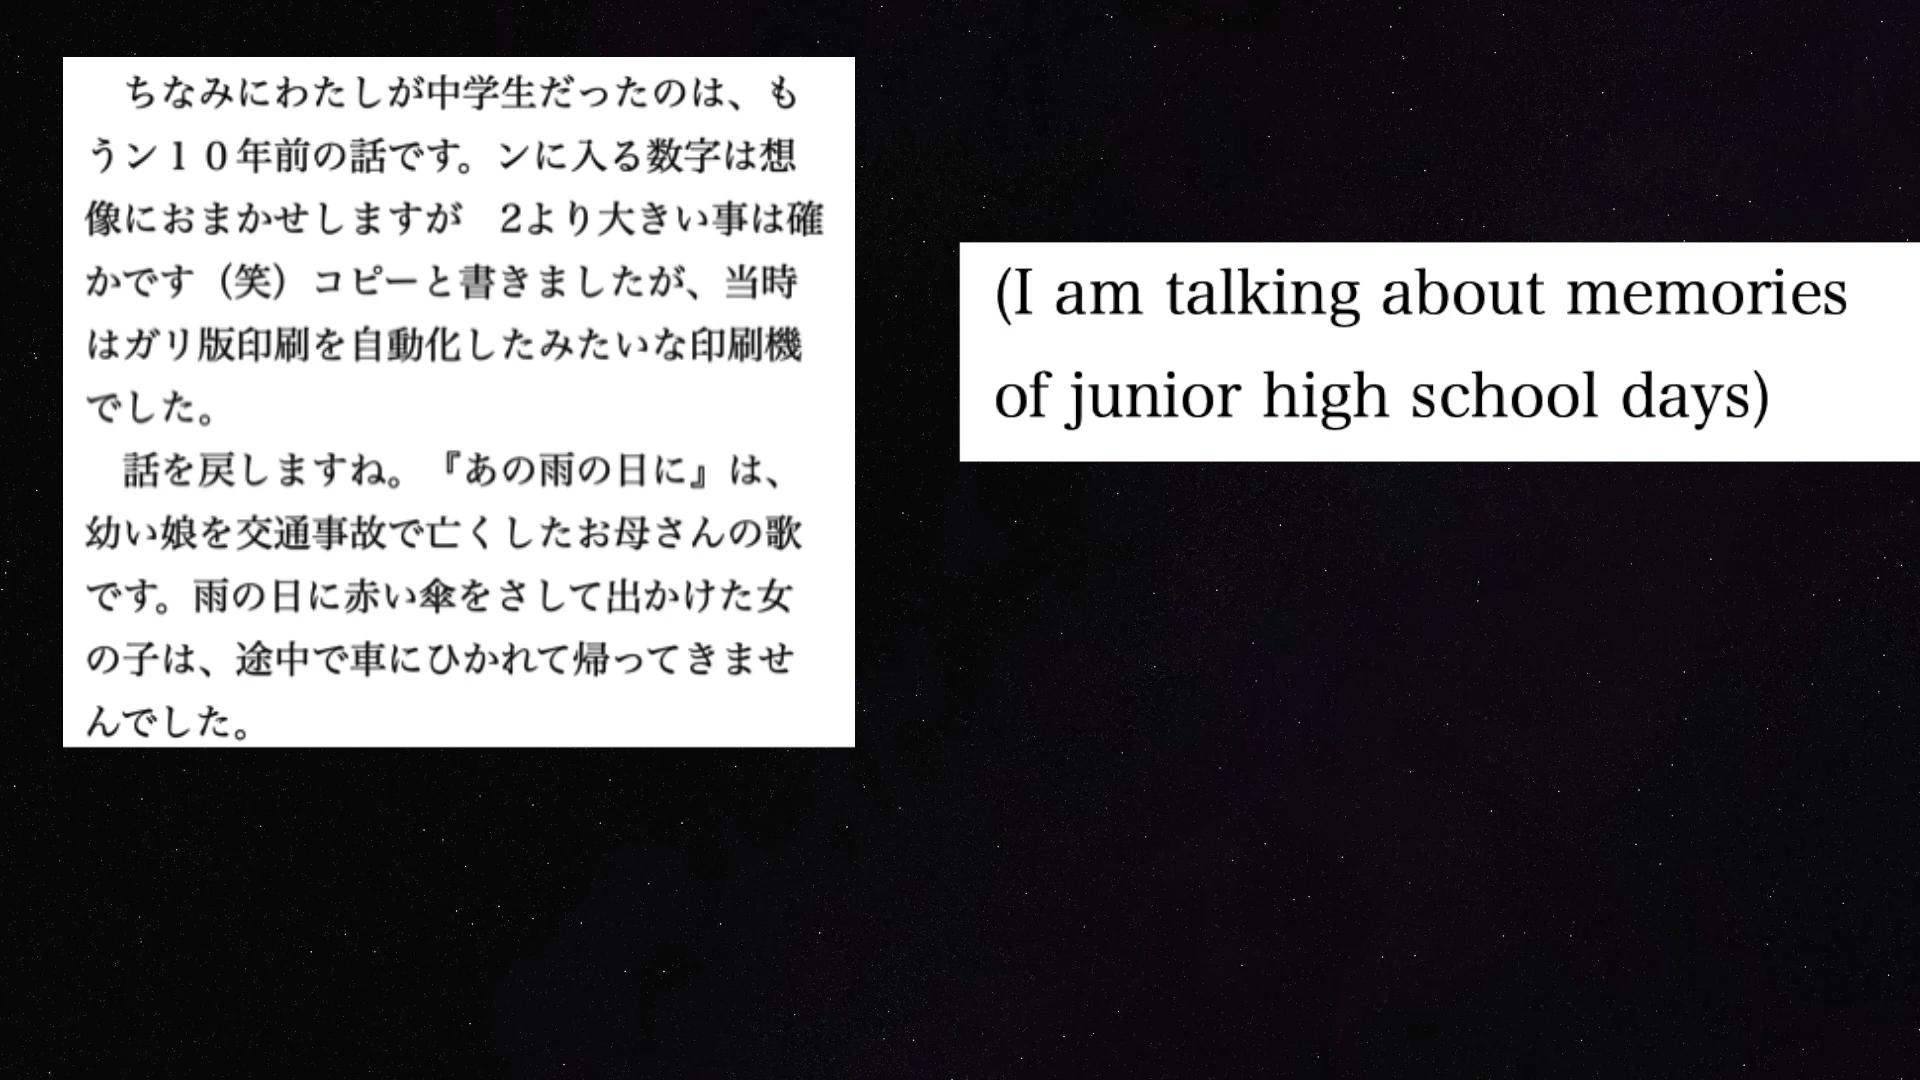 ちなみにわたしが中学生だったのは、も
うン１０年前の話です。ンに入る数字は想
像におまかせしますが　2より大きい事は確
かです（笑）コピーと書きましたが、当時
はガリ版印刷を自動化したみたいな印刷機
でした。
話を戻しますね。『あの雨の日に』は、
幼い娘を交通事故で亡くしたお母さんの歌
です。雨の日に赤い傘をさして出かけた女
の子は、途中で車にひかれて帰ってきませ
んでした。
(I am talking about memories
of junior high school days)